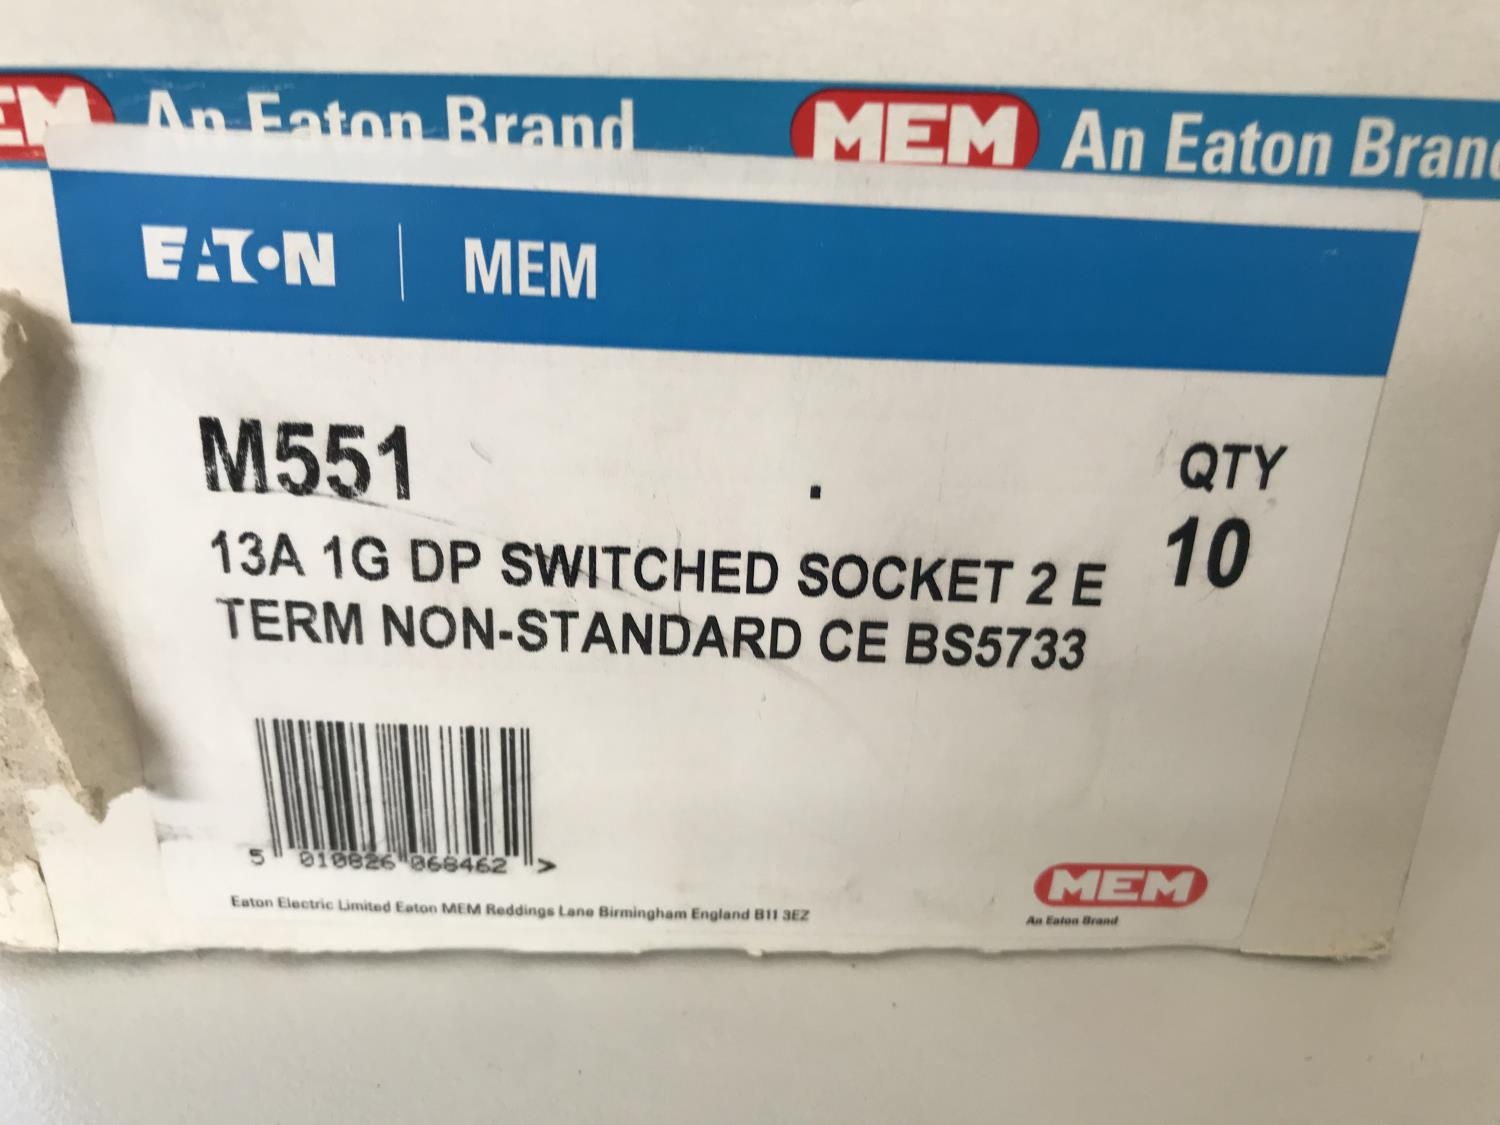 MEM An Eaton Brand MEM An Eaton Brand
EATON | MEM
M551 .
QTY
10
13A 1G DP SWITCHED SOCKET 2 E
TERM NON-STANDARD CE BS5733
5 010826 068462 >
Eaton Electric Limited Eaton MEM Reddings Lane Birmingham England B11 3EZ
MEM
An Eaton Brand